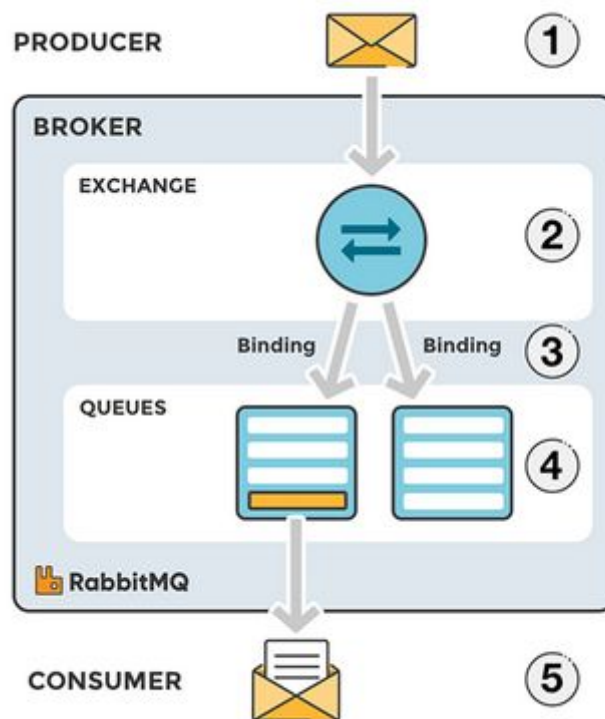 PRODUCER 1
BROKER
EXCHANGE
2
Binding Binding 3
QUEUES
4
RabbitMQ
CONSUMER 5